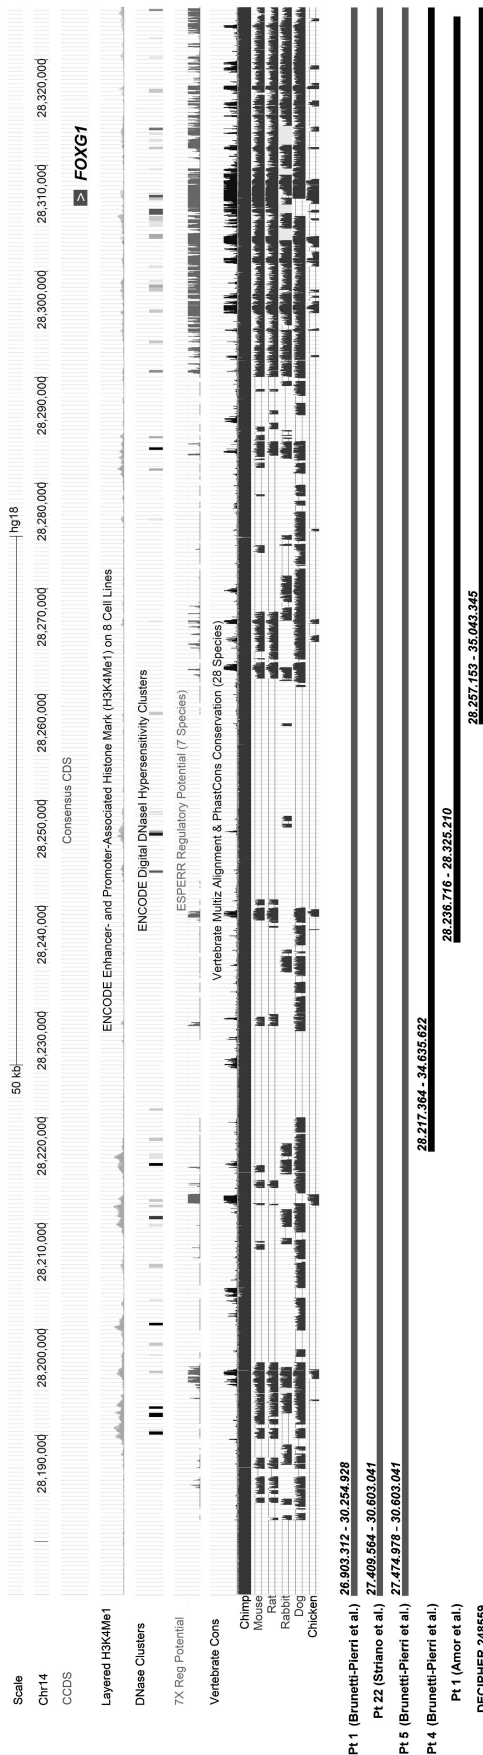 Scale 50 kb hg18
Chr14 28,190,000 28,200,000 28,210,000 28,220,000 28,230,000 28,240,000 28,250,000 28,260,000 28,270,000 28,280,000 28,290,000 28,300,000 28,310,000 28,320,000
CCDS Consensus CDS
> FOXG1
ENCODE Enhancer- and Promoter-Associated Histone Mark (H3K4Me1) on 8 Cell Lines
Layered H3K4Me1
ENCODE Digital DNaseI Hypersensitivity Clusters
DNase Clusters
ESPERR Regulatory Potential (7 Species)
7X Reg Potential
Vertebrate Multiz Alignment & PhastCons Conservation (28 Species)
Vertebrate Cons
Chimp
Mouse
Rat
Rabbit
Dog
Chicken
Pt 1 (Brunetti-Pierri et al.) 26.903.312 - 30.254.928
Pt 22 (Striano et al.) 27.409.564 - 30.603.041
Pt 5 (Brunetti-Pierri et al.) 27.474.978 - 30.603.041
Pt 4 (Brunetti-Pierri et al.) 28.217.364 - 34.635.622
Pt 1 (Amor et al.) 28.236.716 - 28.325.210
DECIPHER 248559 28.257.153 - 35.043.345